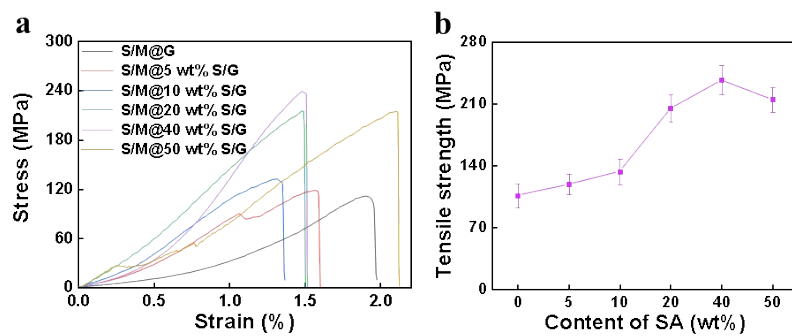 a
300
240
180
120
60
0
Stress (MPa)
S/M@G
S/M@5 wt% S/G
S/M@10 wt% S/G
S/M@20 wt% S/G
S/M@40 wt% S/G
S/M@50 wt% S/G
0.0 0.5 1.0 1.5 2.0
Strain (%)
b
280
210
140
70
0
Tensile strength (MPa)
0 5 10 20 40 50
Content of SA (wt%)